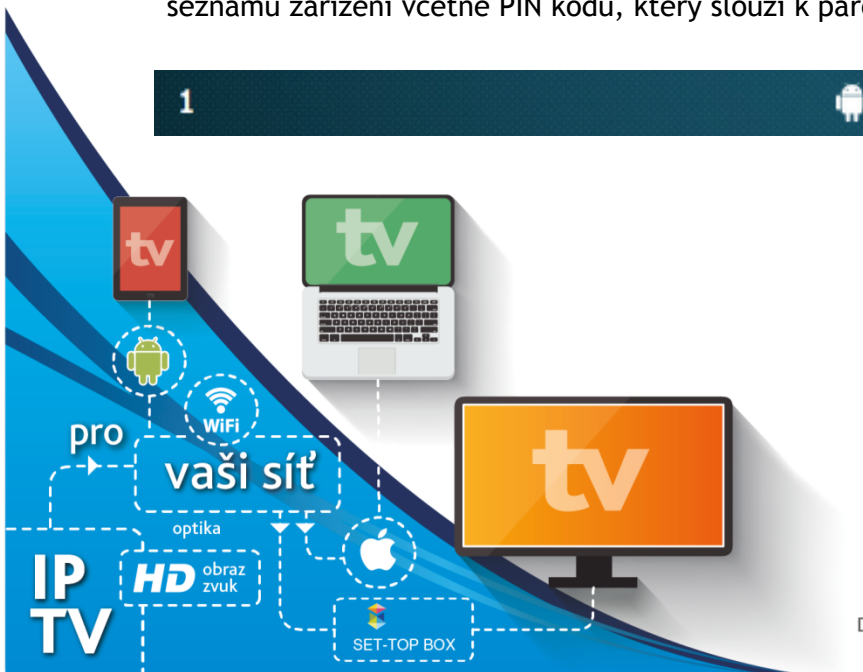 seznamu zařízení včetně PIN kódu, který slouží k
1
tv
tv
WiFi
pro
vaši síť
tv
optika
IP
TV
HD obraz
zvuk
SET-TOP BOX